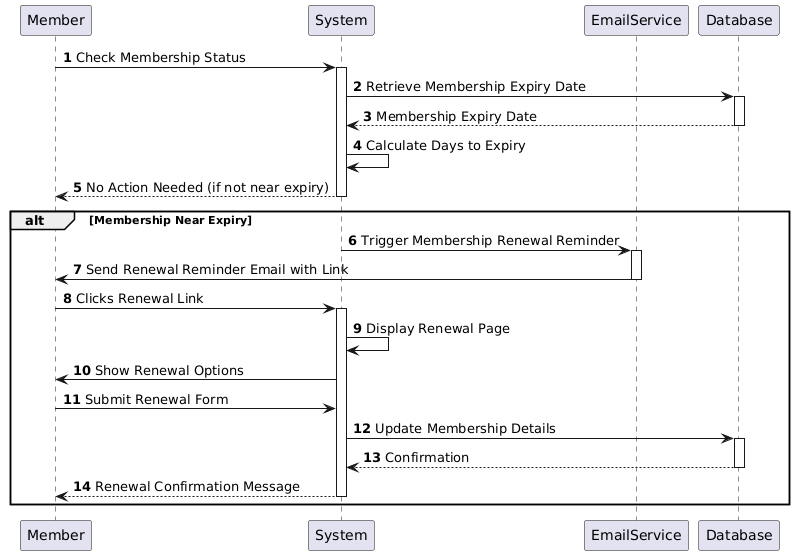 Member System EmailService Database
1 Check Membership Status
2 Retrieve Membership Expiry Date
3 Membership Expiry Date
4 Calculate Days to Expiry
5 No Action Needed (if not near expiry)
alt [Membership Near Expiry]
6 Trigger Membership Renewal Reminder
7 Send Renewal Reminder Email with Link
8 Clicks Renewal Link
9 Display Renewal Page
10 Show Renewal Options
11 Submit Renewal Form
12 Update Membership Details
13 Confirmation
14 Renewal Confirmation Message
Member System EmailService Database